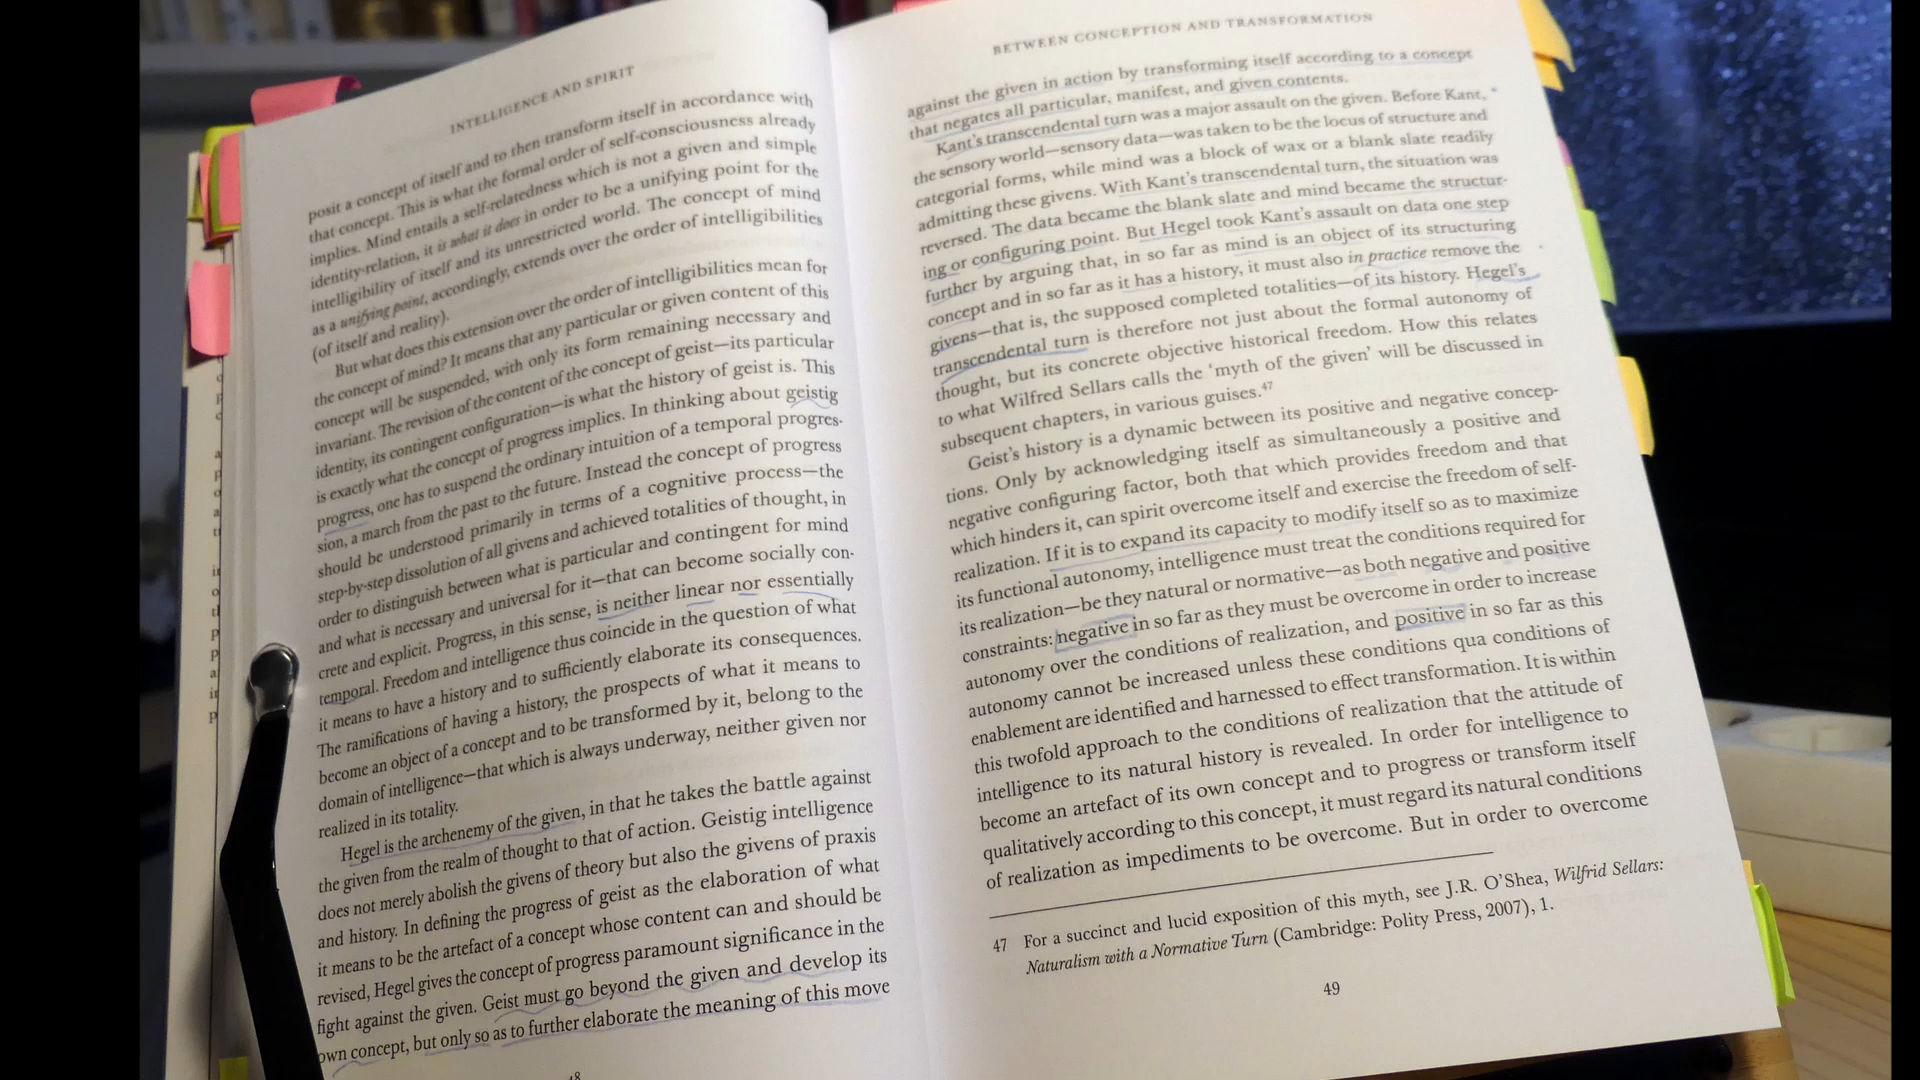 INTELLIGENCE AND SPIRIT
posit a concept of itself and to then transform itself in accordance with
that concept. This is what the formal order of self-consciousness already
implies. Mind entails a self-relatedness which is not a given and simple
identity-relation, it is what it does in order to be a unifying point for the
intelligibility of itself and its unrestricted world. The concept of mind
as a unifying point, accordingly, extends over the order of intelligibilities
(of itself and reality).
But what does this extension over the order of intelligibilities mean for
the concept of mind? It means that any particular or given content of this
concept will be suspended, with only its form remaining necessary and
invariant. The revision of the content of the concept of geist—its particular
identity, its contingent configuration—is what the history of geist is. This
is exactly what the concept of progress implies. In thinking about geistig
progress, one has to suspend the ordinary intuition of a temporal progres-
sion, a march from the past to the future. Instead the concept of progress
should be understood primarily in terms of a cognitive process—the
step-by-step dissolution of all givens and achieved totalities of thought, in
order to distinguish between what is particular and contingent for mind
and what is necessary and universal for it—that can become socially con-
crete and explicit. Progress, in this sense, is neither linear nor essentially
temporal. Freedom and intelligence thus coincide in the question of what
it means to have a history and to sufficiently elaborate its consequences.
The ramifications of having a history, the prospects of what it means to
become an object of a concept and to be transformed by it, belong to the
domain of intelligence—that which is always underway, neither given nor
realized in its totality.
Hegel is the archenemy of the given, in that he takes the battle against
the given from the realm of thought to that of action. Geistig intelligence
does not merely abolish the givens of theory but also the givens of praxis
and history. In defining the progress of geist as the elaboration of what
it means to be the artefact of a concept whose content can and should be
revised, Hegel gives the concept of progress paramount significance in the
fight against the given. Geist must go beyond the given and develop its
own concept, but only so as to further elaborate the meaning of this move
BETWEEN CONCEPTION AND TRANSFORMATION
against the given in action by transforming itself according to a concept
that negates all particular, manifest, and given contents.
Kant's transcendental turn was a major assault on the given. Before Kant,
the sensory world—sensory data—was taken to be the locus of structure and
categorial forms, while mind was a block of wax or a blank slate readily
admitting these givens. With Kant's transcendental turn, the situation was
reversed. The data became the blank slate and mind became the structur-
ing or configuring point. But Hegel took Kant's assault on data one step
further by arguing that, in so far as mind is an object of its structuring
concept and in so far as it has a history, it must also in practice remove the
givens—that is, the supposed completed totalities—of its history. Hegel's
transcendental turn is therefore not just about the formal autonomy of
thought, but its concrete objective historical freedom. How this relates
to what Wilfred Sellars calls the 'myth of the given' will be discussed in
subsequent chapters, in various guises.47
Geist's history is a dynamic between its positive and negative concep-
tions. Only by acknowledging itself as simultaneously a positive and
negative configuring factor, both that which provides freedom and that
which hinders it, can spirit overcome itself and exercise the freedom of self-
realization. If it is to expand its capacity to modify itself so as to maximize
its functional autonomy, intelligence must treat the conditions required for
its realization—be they natural or normative—as both negative and positive
constraints: negative in so far as they must be overcome in order to increase
autonomy over the conditions of realization, and positive in so far as this
autonomy cannot be increased unless these conditions qua conditions of
enablement are identified and harnessed to effect transformation. It is within
this twofold approach to the conditions of realization that the attitude of
intelligence to its natural history is revealed. In order for intelligence to
become an artefact of its own concept and to progress or transform itself
qualitatively according to this concept, it must regard its natural conditions
of realization as impediments to be overcome. But in order to overcome
47 For a succinct and lucid exposition of this myth, see J.R. O'Shea, Wilfrid Sellars:
Naturalism with a Normative Turn (Cambridge: Polity Press, 2007), 1.
49